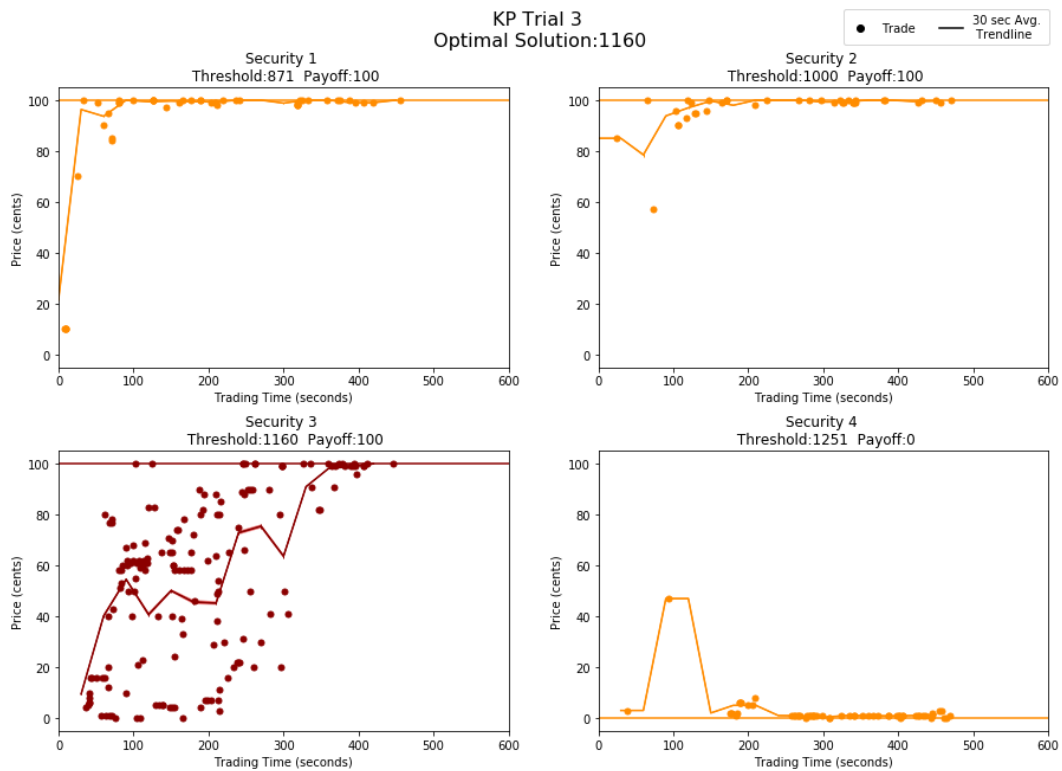 KP Trial 3
Optimal Solution:1160
Trade
30 sec Avg.
Trendline
Security 1
Threshold:871 Payoff:100
100
80
60
40
20
0
Price (cents)
0 100 200 300 400 500 600
Trading Time (seconds)
Security 2
Threshold:1000 Payoff:100
100
80
60
40
20
0
Price (cents)
0 100 200 300 400 500 600
Trading Time (seconds)
Security 3
Threshold:1160 Payoff:100
100
80
60
40
20
0
Price (cents)
0 100 200 300 400 500 600
Trading Time (seconds)
Security 4
Threshold:1251 Payoff:0
100
80
60
40
20
0
Price (cents)
0 100 200 300 400 500 600
Trading Time (seconds)